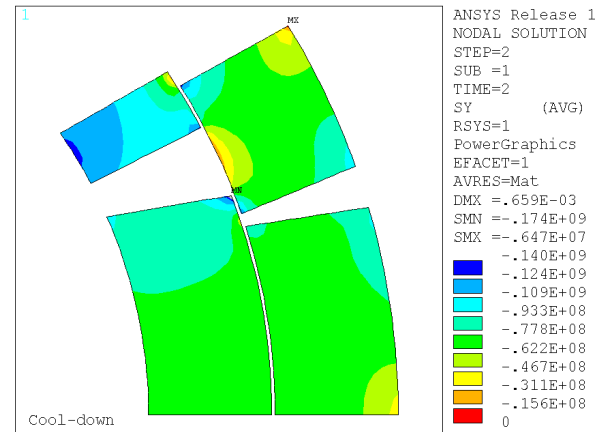 1
MX
MN
Cool-down
ANSYS Release 1
NODAL SOLUTION
STEP=2
SUB =1
TIME=2
SY (AVG)
RSYS=1
PowerGraphics
EFACET=1
AVRES=Mat
DMX =.659E-03
SMN =-.174E+09
SMX =-.647E+07
-.140E+09
-.124E+09
-.109E+09
-.933E+08
-.778E+08
-.622E+08
-.467E+08
-.311E+08
-.156E+08
0